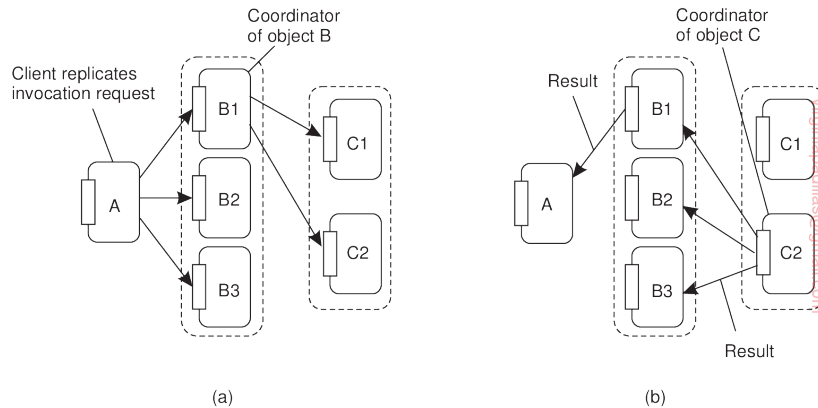 Coordinator
of object B
Client replicates
invocation request
A
B1
B2
B3
C1
C2
(a)
Coordinator
of object C
Result
A
B1
B2
B3
C1
C2
Result
(b)